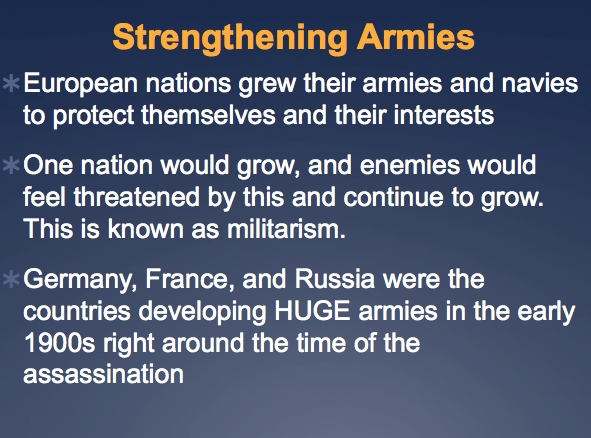 Strengthening Armies
European nations grew their armies and navies
to protect themselves and their interests
One nation would grow, and enemies would
feel threatened by this and continue to grow.
This is known as militarism.
Germany, France, and Russia were the
countries developing HUGE armies in the early
1900s right around the time of the
assassination